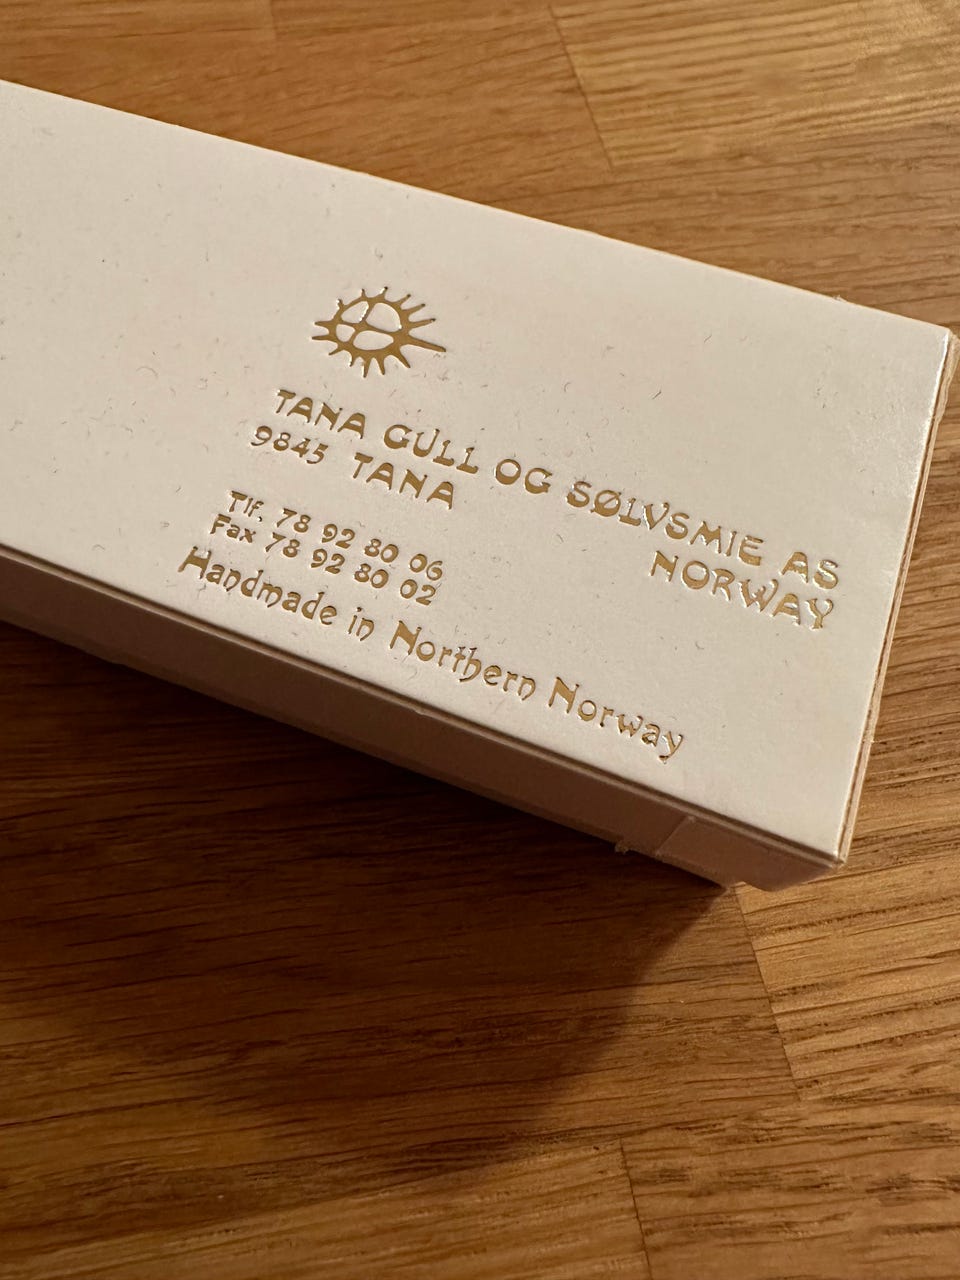 TANA GULL OG SØLVSMIE AS
9845 TANA NORWAY
Tlf. 78 92 80 06
Fax 78 92 80 02
Handmade in Northern Norway